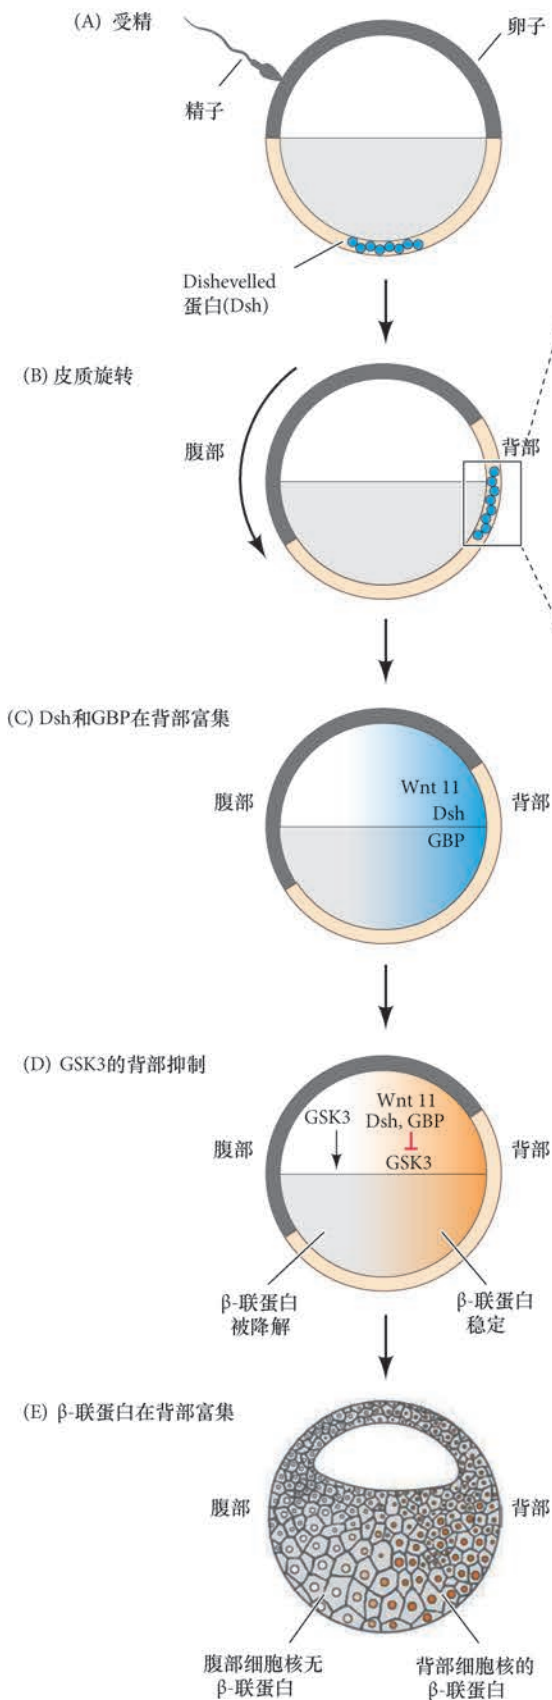 (A) 受精
卵子
精子
Dishevelled
蛋白(Dsh)
(B) 皮质旋转
腹部
背部
(C) Dsh和GBP在背部富集
Wnt 11
腹部
背部
Dsh
GBP
(D) GSK3的背部抑制
Wnt 11
GSK3
Dsh, GBP
腹部
背部
GSK3
β-联蛋白
被降解
β-联蛋白
稳定
(E) β-联蛋白在背部富集
腹部
背部
腹部细胞核无
β-联蛋白
背部细胞核的
β-联蛋白